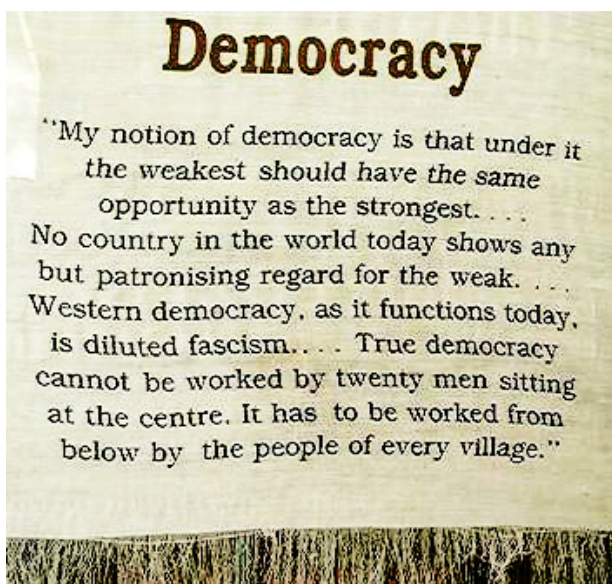 Democracy
“My notion of democracy is that under it
the weakest should have the same
opportunity as the strongest. . . .
No country in the world today shows any
but patronising regard for the weak. . . .
Western democracy, as it functions today,
is diluted fascism. . . . True democracy
cannot be worked by twenty men sitting
at the centre. It has to be worked from
below by the people of every village.”